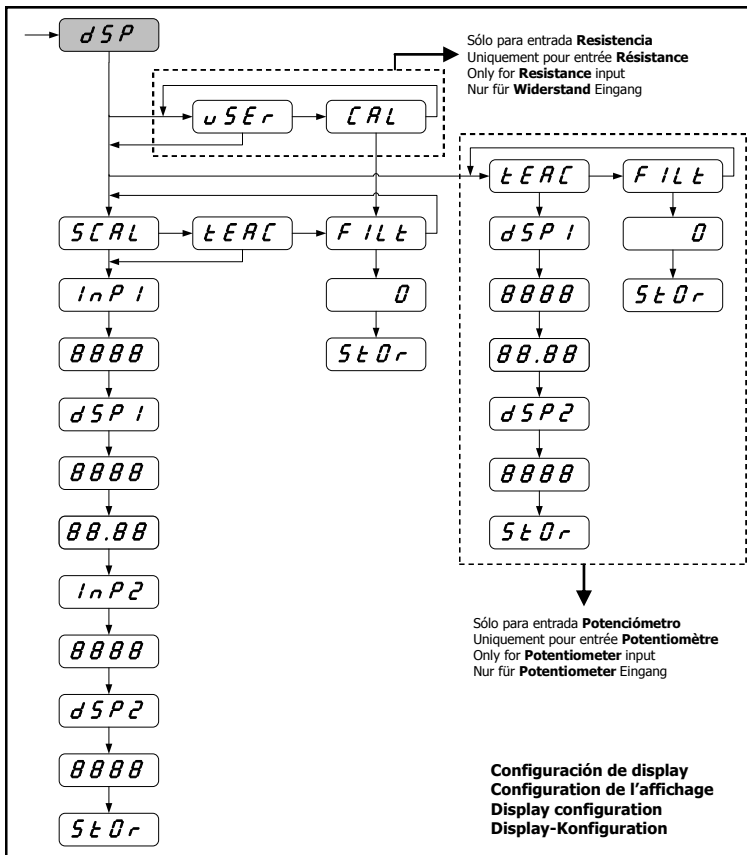 dSP
Sólo para entrada Resistencia
Uniquement pour entrée Résistance
Only for Resistance input
Nur für Widerstand Eingang
uSEr
CAL
tEAC
FILt
SCAL
tEAC
FILt
dSP1
0
InP1
0
8888
StOr
8888
StOr
88.88
dSP1
dSP2
8888
8888
88.88
StOr
InP2
8888
Sólo para entrada Potenciómetro
Uniquement pour entrée Potentiomètre
Only for Potentiometer input
Nur für Potentiometer Eingang
dSP2
8888
StOr
Configuración de display
Configuration de l’affichage
Display configuration
Display-Konfiguration